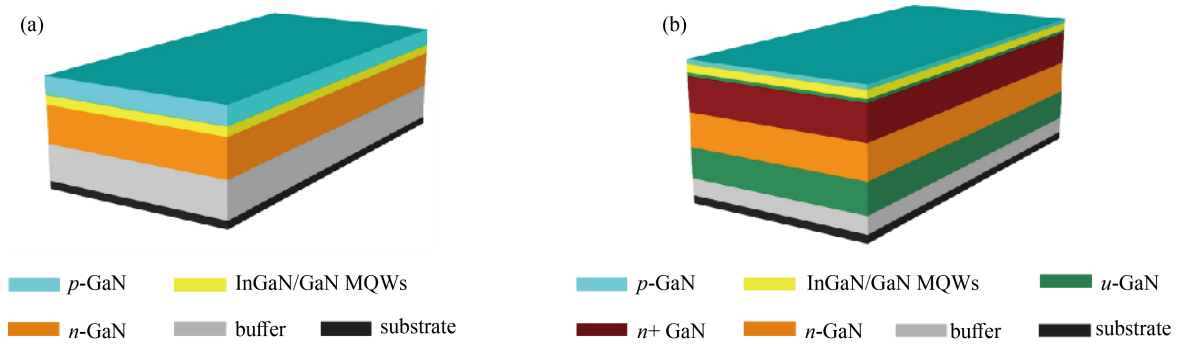 (a)
p-GaN InGaN/GaN MQWs
n-GaN buffer substrate
(b)
p-GaN InGaN/GaN MQWs u-GaN
n+ GaN n-GaN buffer substrate